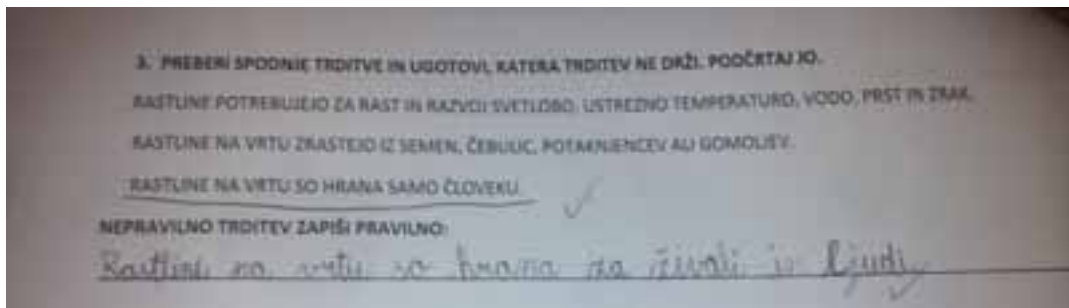 3. PREBERI SPODNJE TRDITVE IN UGOTOVI, KATERA TRDITEV NE DRŽI. PODČRTAJ JO.
RASTLINE POTREBUJEJO ZA RAST IN RAZVOJ SVETLOBO, USTREZNO TEMPERATURO, VODO, PRST IN ZRAK.
RASTLINE NA VRTU ZRASTEJO IZ SEMEN, ČEBULIC, POTAKNJENCEV ALI GOMOLJEV.
RASTLINE NA VRTU SO HRANA SAMO ČLOVEKU.
NEPRAVILNO TRDITEV ZAPIŠI PRAVILNO:
Rastline na vrtu so hrana za živali in ljudi.